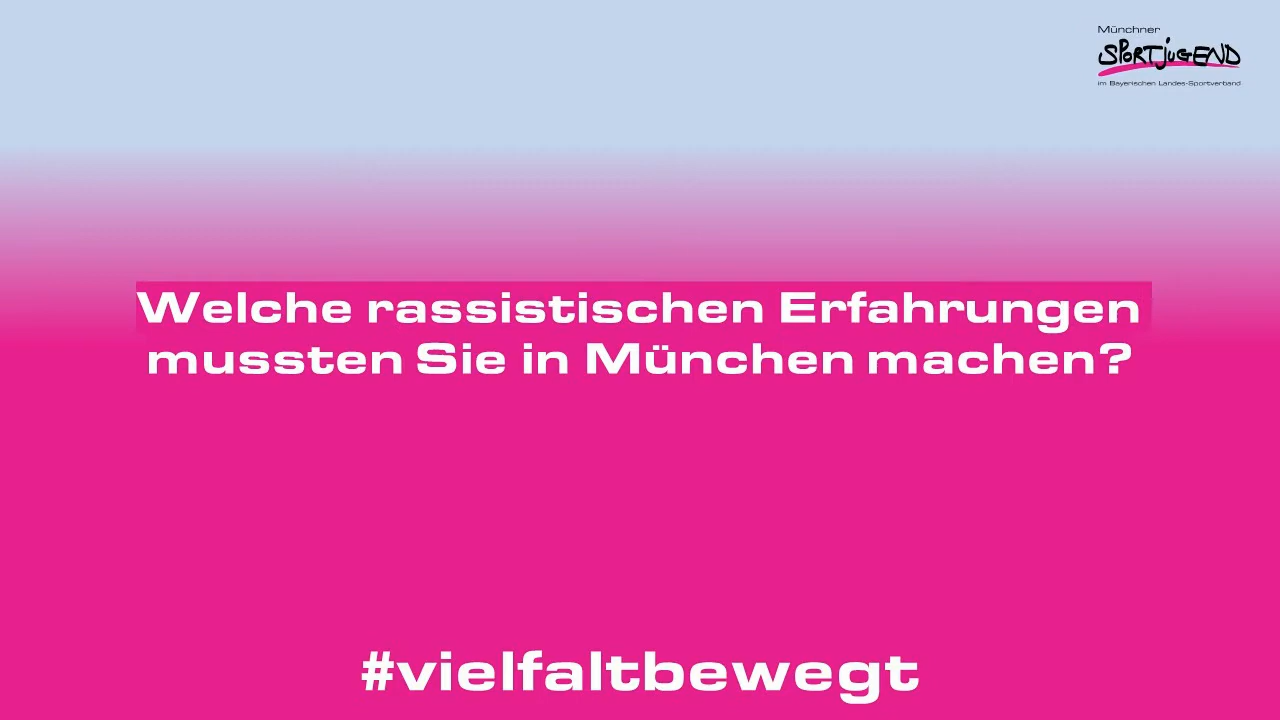 Münchner
SPORTJUGEND
im Bayerischen Landes-Sportverband
Welche rassistischen Erfahrungen
mussten Sie in München machen?
#vielfaltbewegt